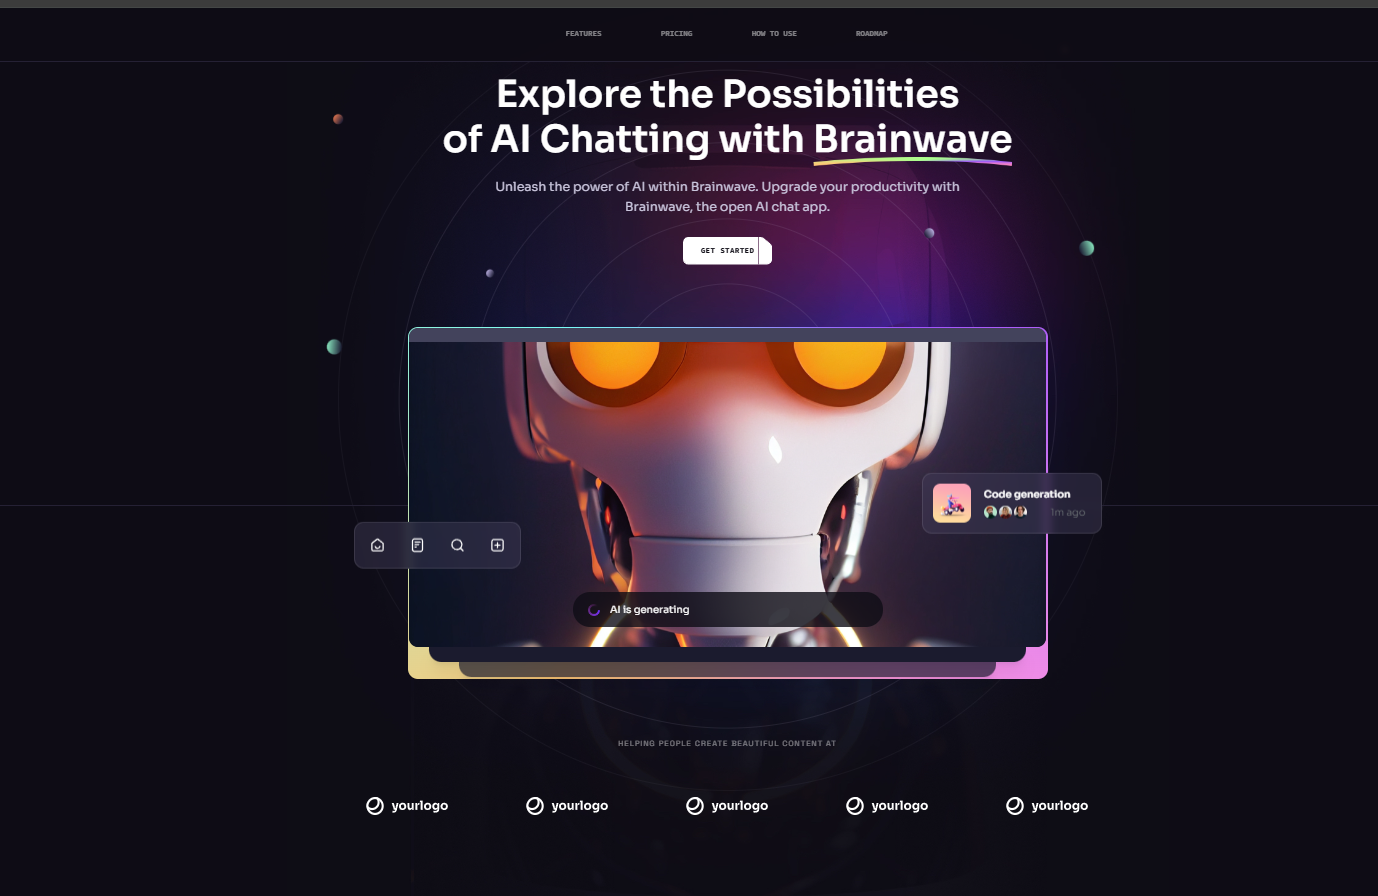 FEATURES
PRICING
HOW TO USE
ROADMAP
Explore the Possibilities
of AI Chatting with Brainwave
Unleash the power of AI within Brainwave. Upgrade your productivity with
Brainwave, the open AI chat app.
GET STARTED
Code generation
1m ago
AI is generating
HELPING PEOPLE CREATE BEAUTIFUL CONTENT AT
yourlogo
yourlogo
yourlogo
yourlogo
yourlogo